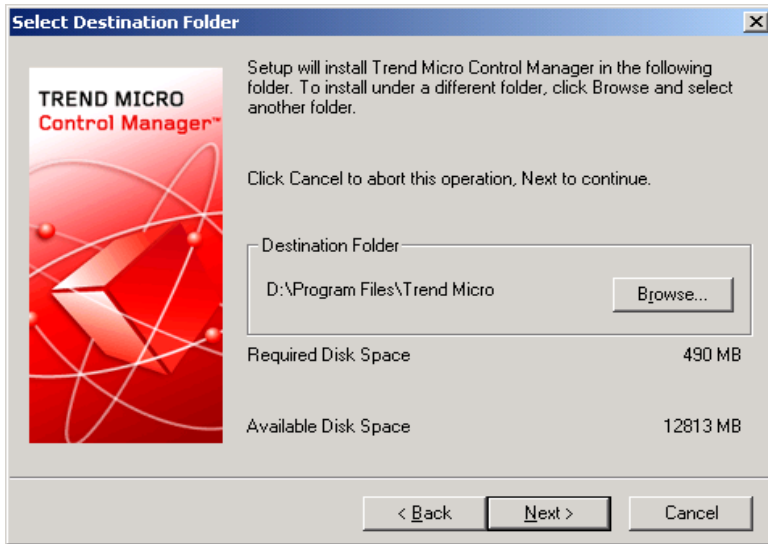 Select Destination Folder
TREND MICRO
Control Manager™
Setup will install Trend Micro Control Manager in the following
folder. To install under a different folder, click Browse and select
another folder.
Click Cancel to abort this operation, Next to continue.
Destination Folder
D:\Program Files\Trend Micro
Browse...
Required Disk Space 490 MB
Available Disk Space 12813 MB
< Back Next > Cancel